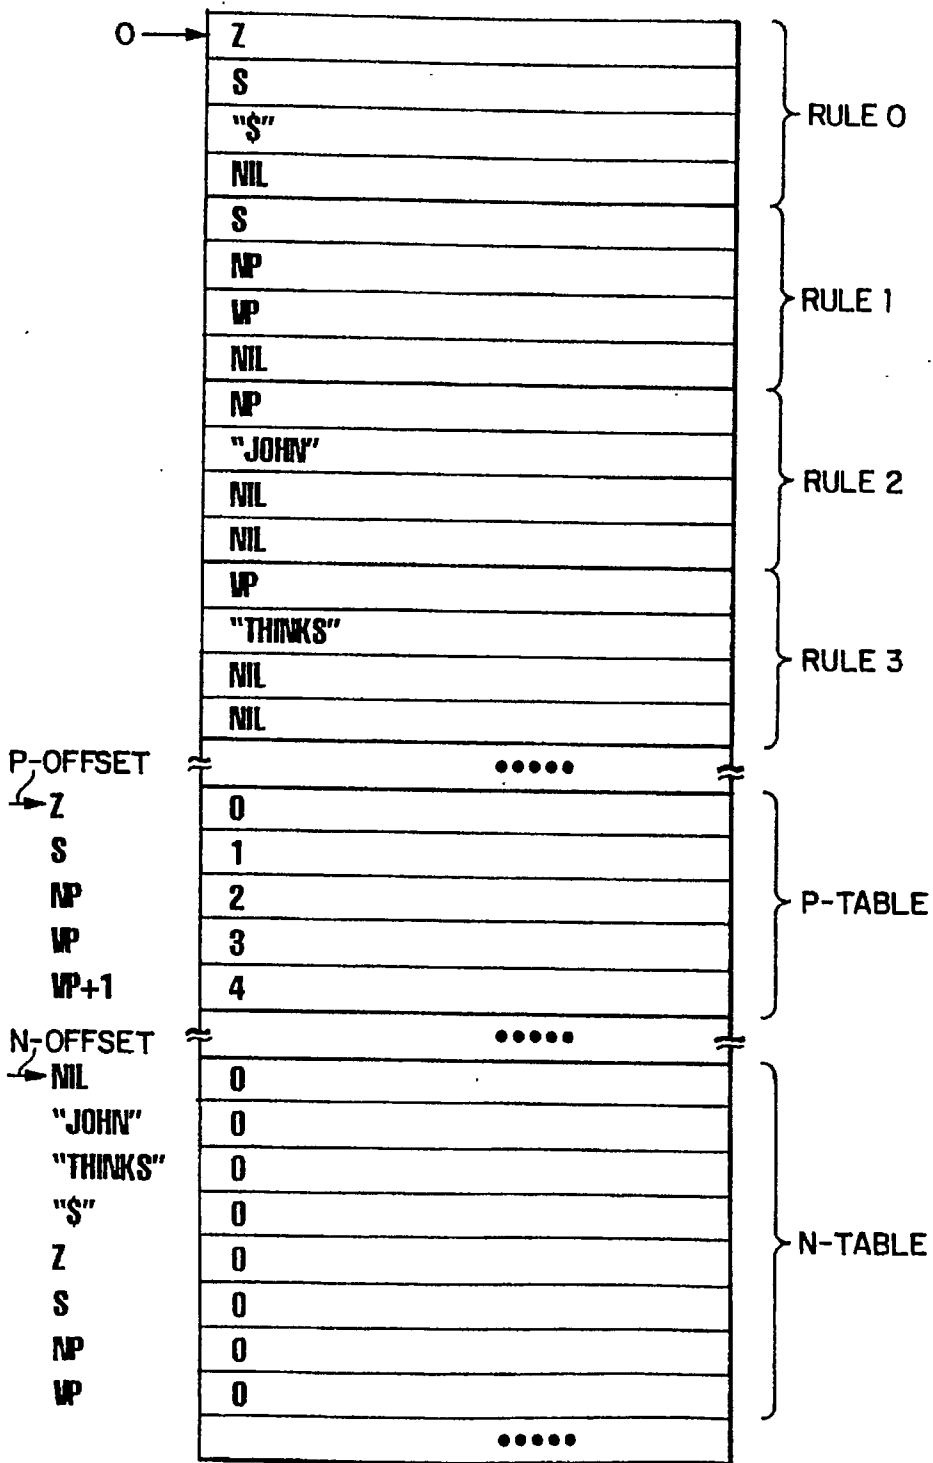 0 Z
S
"$" RULE 0
NIL
S
NP
VP RULE 1
NIL
NP
"JOHN"
NIL RULE 2
NIL
VP
"THINKS"
NIL RULE 3
NIL
P-OFFSET
Z 0
S 1
NP 2 P-TABLE
VP 3
VP+1 4
N-OFFSET
NIL 0
"JOHN" 0
"THINKS" 0
"$" 0
Z 0 N-TABLE
S 0
NP 0
VP 0